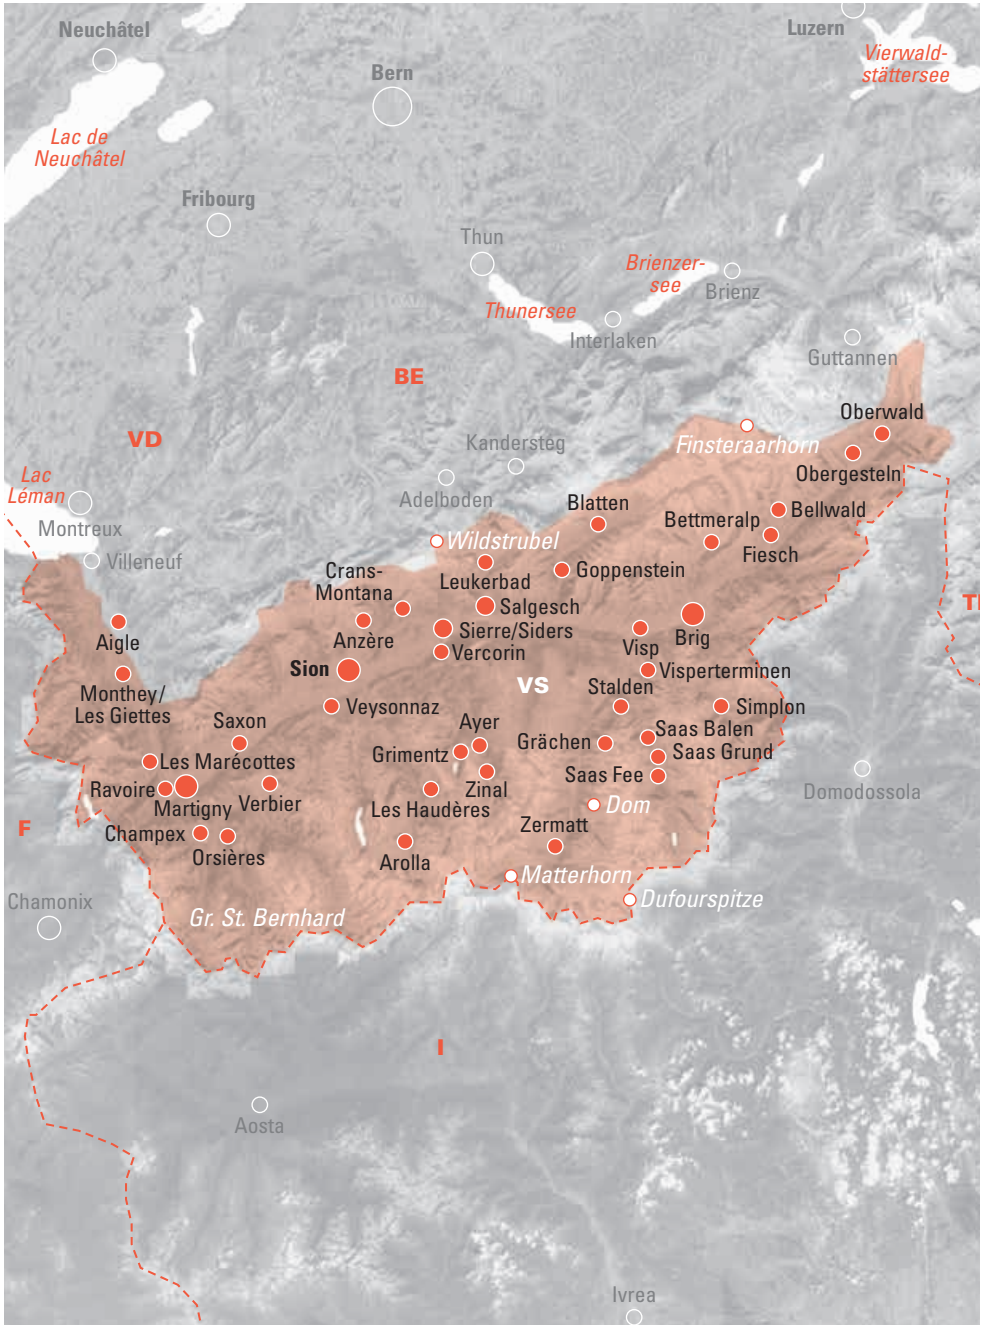 Neuchâtel
Luzern
Vierwald-
stättersee
Bern
Lac de
Neuchâtel
Fribourg
Thun
Brienzer-
see
Brienz
Thunersee
Interlaken
Guttannen
BE
Oberwald
VD
Kandersteg
Finsteraarhorn
Lac
Léman
Adelboden
Obergesteln
Montreux
Blatten
Bellwald
Bettmeralp
Wildstrubel
Fiesch
Villeneuf
Crans-
Montana
Leukerbad
Goppenstein
TI
Salgesch
Aigle
Anzère
Sierre/Siders
Visp
Brig
Vercorin
Sion
Visperterminen
Monthey/
Les Giettes
VS
Stalden
Veysonnaz
Simplon
Saxon
Ayer
Saas Balen
Grächen
Grimentz
Saas Grund
Les Marécottes
Saas Fee
Ravoire
Zinal
Domodossola
Martigny
Verbier
Les Haudères
Dom
F
Champex
Zermatt
Orsières
Arolla
Matterhorn
Chamonix
Dufourspitze
Gr. St. Bernhard
I
Aosta
Ivrea